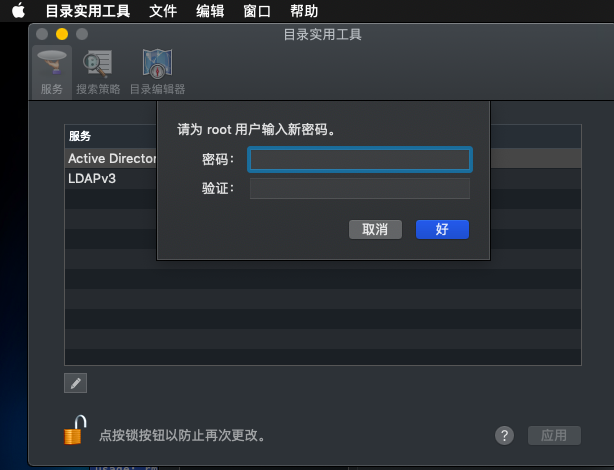 目录实用工具 文件 编辑 窗口 帮助
目录实用工具
服务 搜索策略 目录编辑器
请为 root 用户输入新密码。
密码：
验证：
取消 好
服务
Active Director
LDAPv3
点按锁按钮以防止再次更改。
? 应用